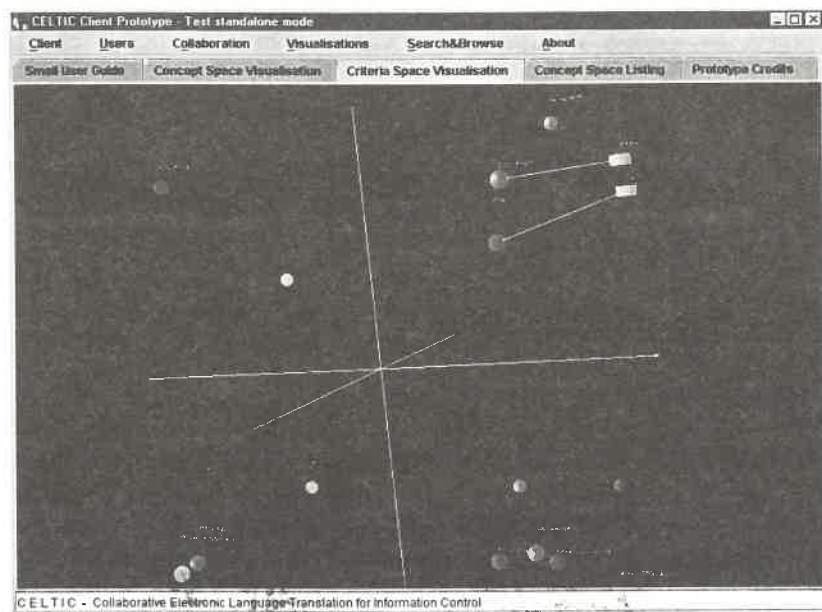 CELTIC Client Prototype - Test standalone mode
Client Users Collaboration Visualisations Search&Browse About
Small User Guide Concept Space Visualisation Criteria Space Visualisation Concept Space Listing Prototype Credits
C E L T I C - Collaborative Electronic Language Translation for Information Control